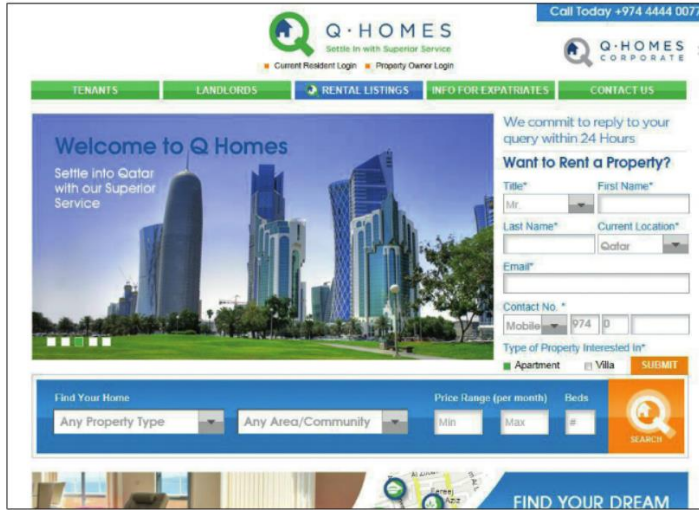 Call Today +974 4444 0077
Q·HOMES
Settle in with Superior Service
Current Resident Login Property Owner Login
Q·HOMES
CORPORATE
TENANTS LANDLORDS RENTAL LISTINGS INFO FOR EXPATRIATES CONTACT US
Welcome to Q Homes
Settle into Qatar
with our Superior
Service
We commit to reply to your
query within 24 Hours
Want to Rent a Property?
Title* First Name*
Mr
Last Name* Current Location*
Qatar
Email*
Contact No. *
Mobile 974 0
Type of Property Interested In*
Apartment Villa SUBMIT
Find Your Home Price Range (per month) Beds
Any Property Type Any Area/Community Min Max #
SEARCH
Fereej
Aziz
FIND YOUR DREAM